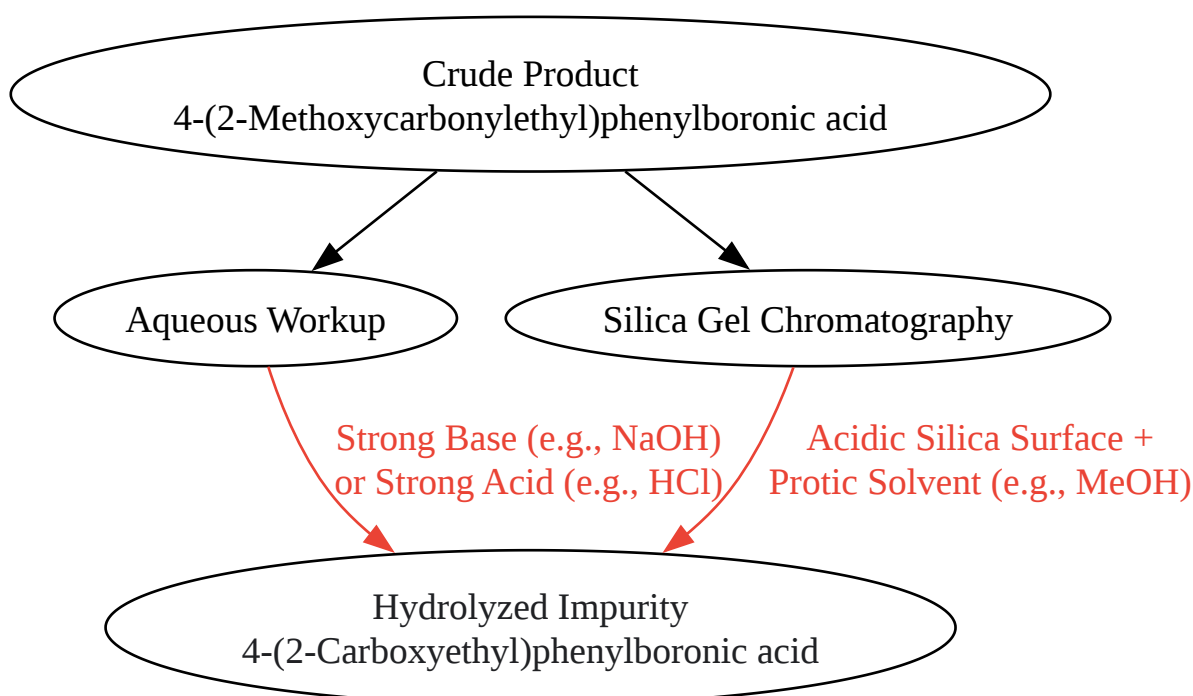 Crude Product
4-(2-Methoxycarbonylethyl)phenylboronic acid
Aqueous Workup
Silica Gel Chromatography
Strong Base (e.g., NaOH)
or Strong Acid (e.g., HCl)
Acidic Silica Surface +
Protic Solvent (e.g., MeOH)
Hydrolyzed Impurity
4-(2-Carboxyethyl)phenylboronic acid